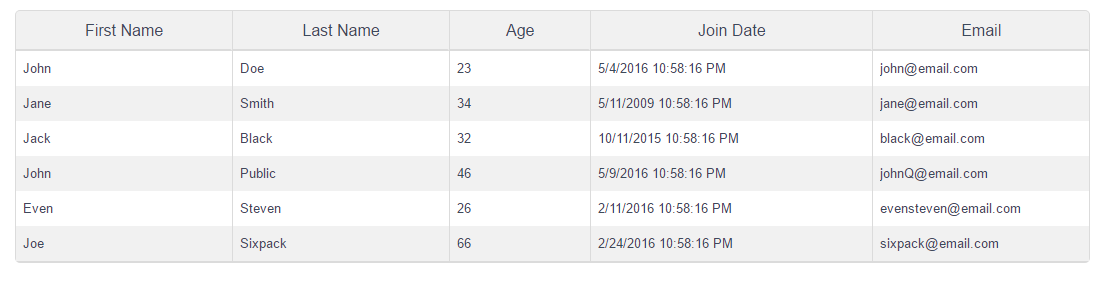 First Name Last Name Age Join Date Email
John Doe 23 5/4/2016 10:58:16 PM john@email.com
Jane Smith 34 5/11/2009 10:58:16 PM jane@email.com
Jack Black 32 10/11/2015 10:58:16 PM black@email.com
John Public 46 5/9/2016 10:58:16 PM johnQ@email.com
Even Steven 26 2/11/2016 10:58:16 PM evensteven@email.com
Joe Sixpack 66 2/24/2016 10:58:16 PM sixpack@email.com